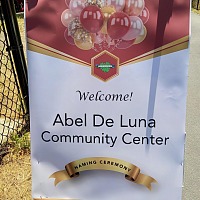 Welcome!
Abel De Luna
Community Center
NAMING CEREMONY